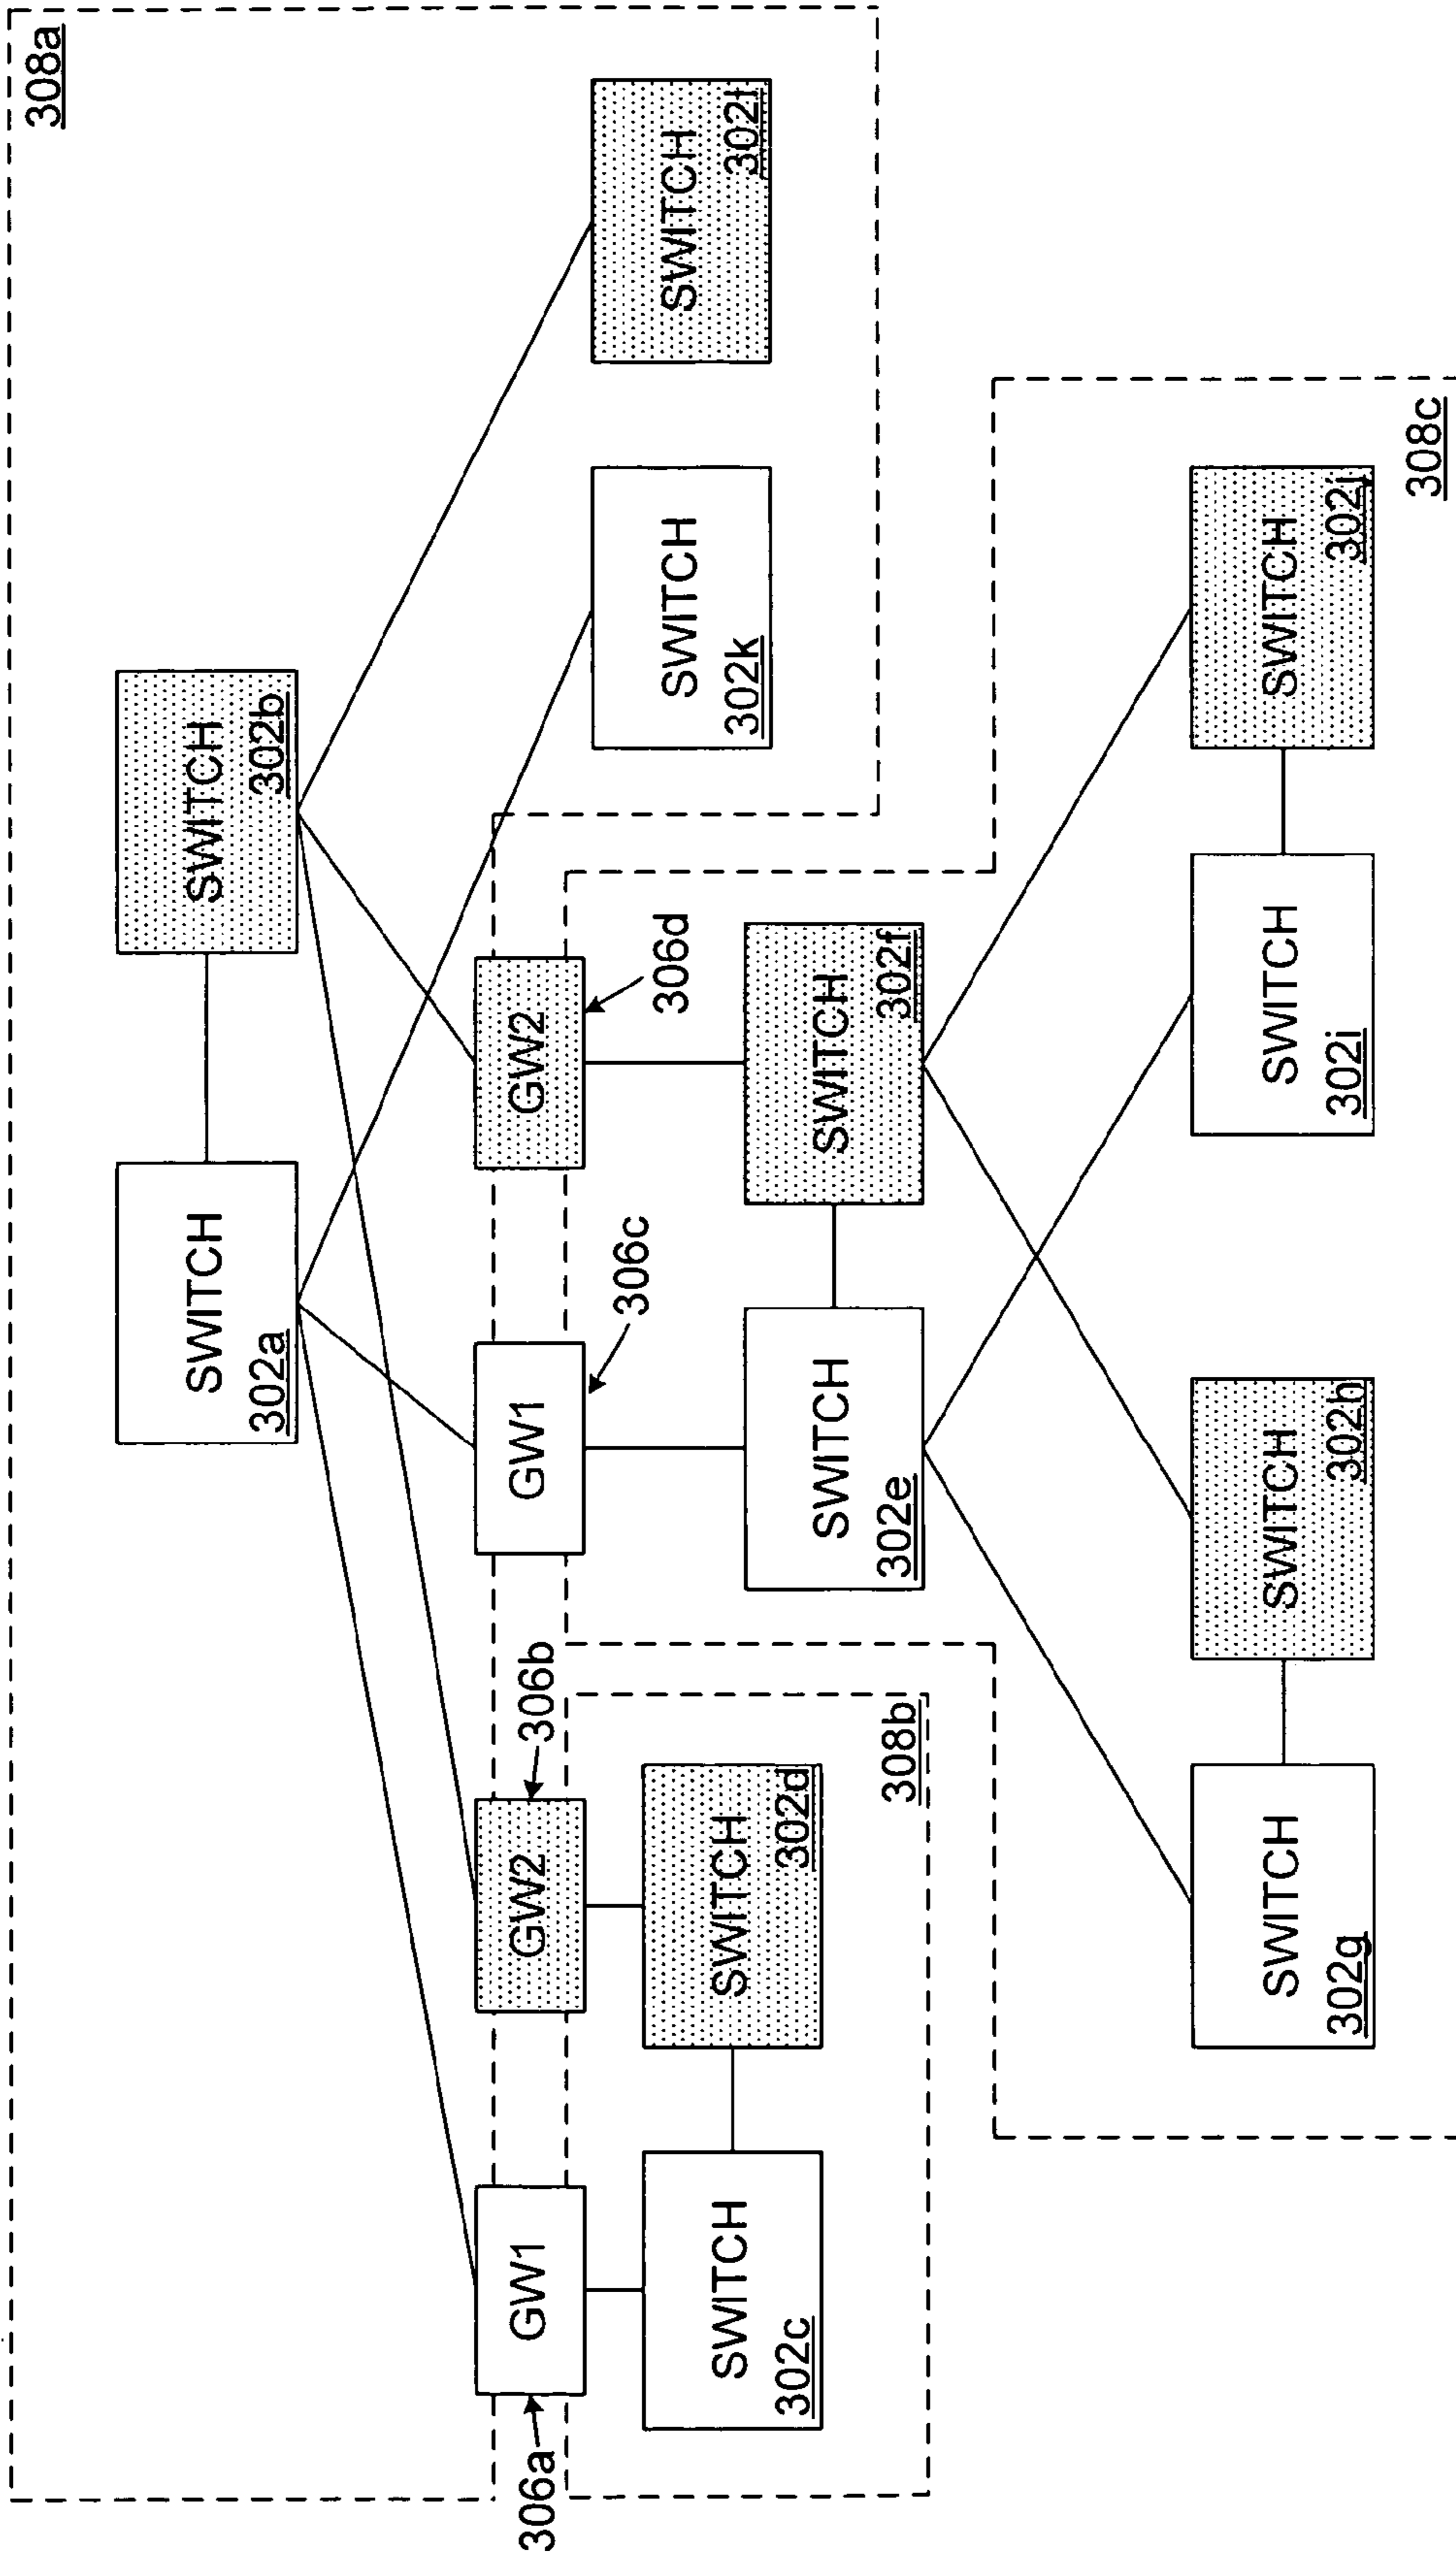 308a
SWITCH
302a
SWITCH
302b
306a
GW1
GW2
306b
GW1
306c
GW2
306d
SWITCH
302k
SWITCH
302l
SWITCH
302c
SWITCH
302d
308b
SWITCH
302e
SWITCH
302f
SWITCH
302g
SWITCH
302h
SWITCH
302i
SWITCH
302j
308c